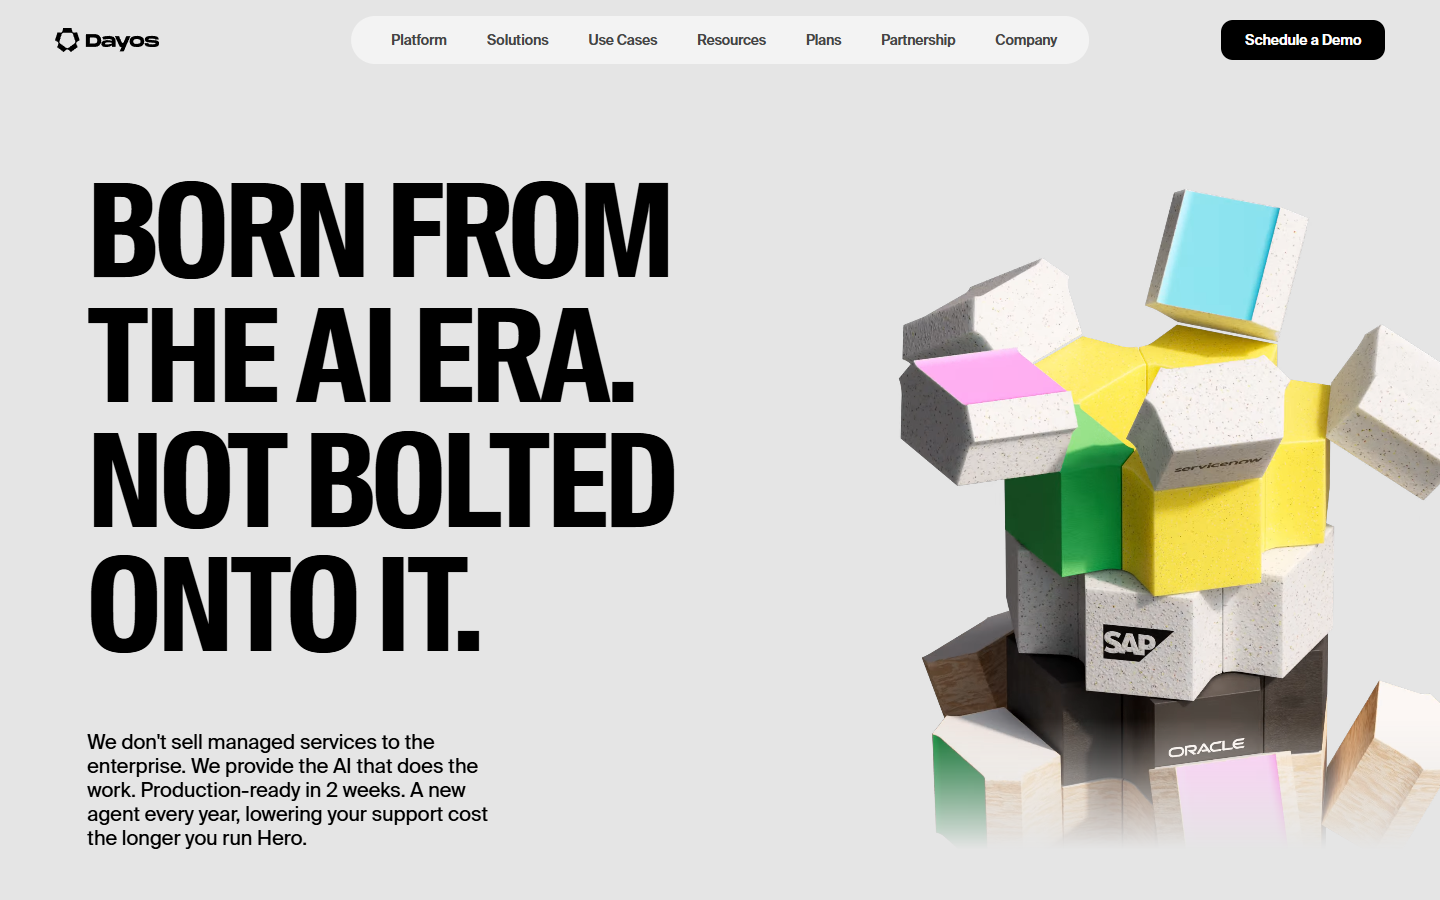 Dayos
Platform
Solutions
Use Cases
Resources
Plans
Partnership
Company
Schedule a Demo
BORN FROM
THE AI ERA.
NOT BOLTED
ONTO IT.
We don't sell managed services to the
enterprise. We provide the AI that does the
work. Production-ready in 2 weeks. A new
agent every year, lowering your support cost
the longer you run Hero.
servicenow
SAP
ORACLE